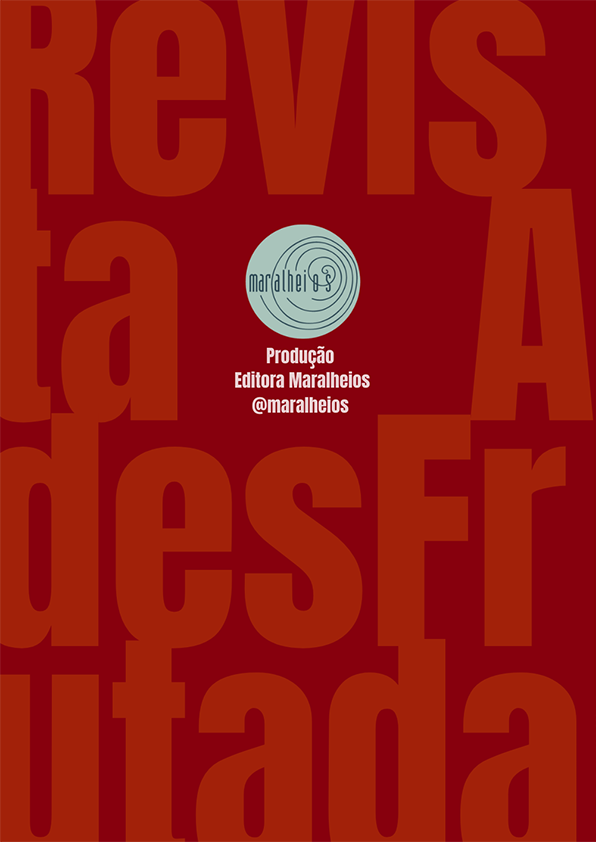 Revis
ta A
desFr
utada
maralheios
Produção
Editora Maralheios
@maralheios